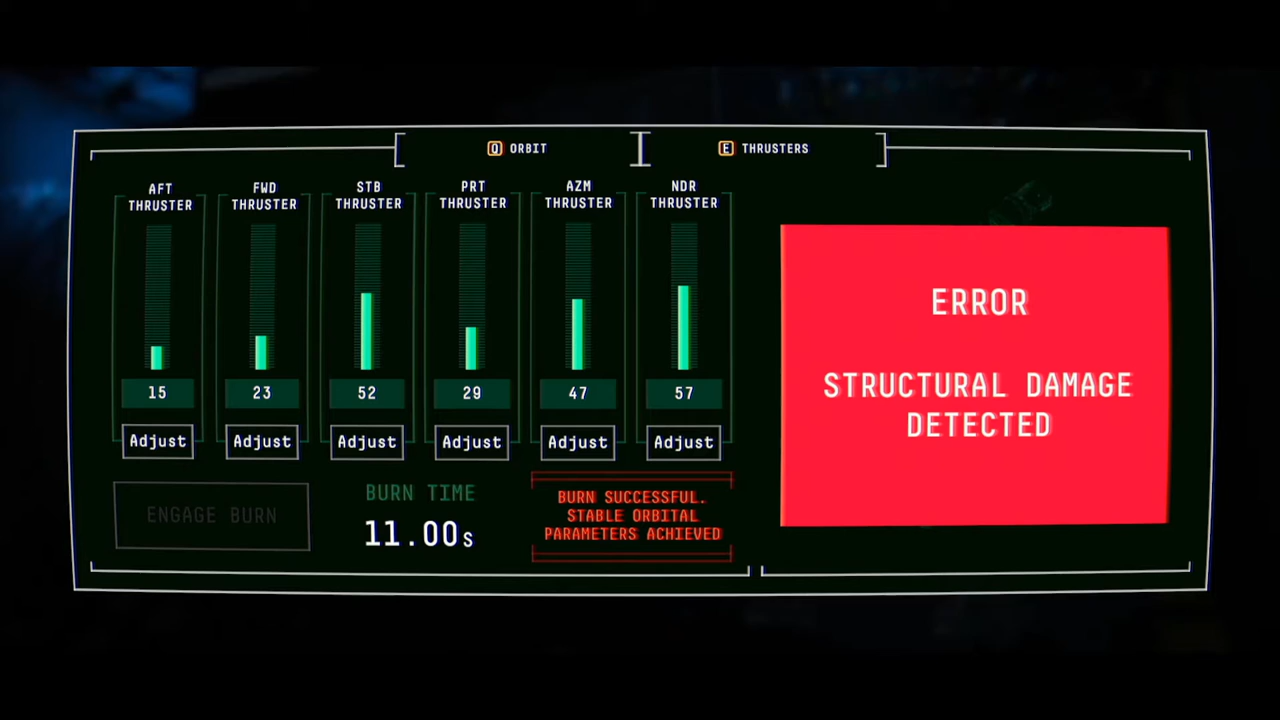 Q ORBIT
E THRUSTERS
AFT
THRUSTER
15
Adjust
FWD
THRUSTER
23
Adjust
STB
THRUSTER
52
Adjust
PRT
THRUSTER
29
Adjust
AZM
THRUSTER
47
Adjust
NDR
THRUSTER
57
Adjust
ENGAGE BURN
BURN TIME
11.00s
BURN SUCCESSFUL.
STABLE ORBITAL
PARAMETERS ACHIEVED
ERROR
STRUCTURAL DAMAGE
DETECTED